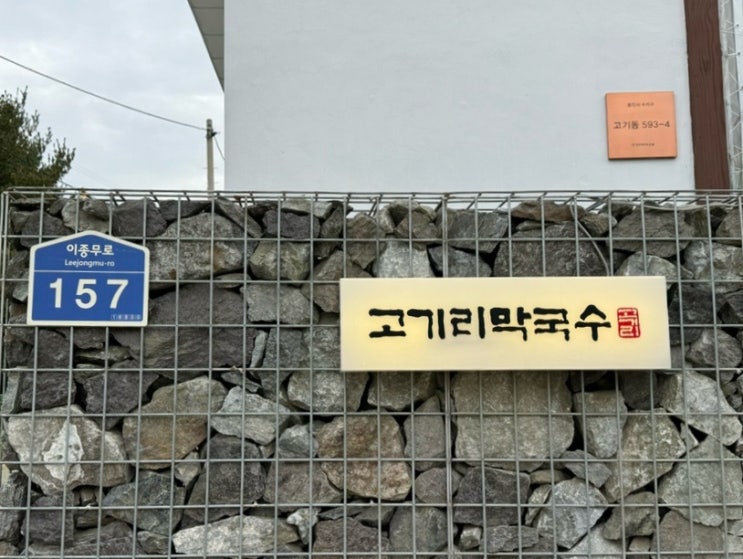 고기동 593-4
이종무로
Leejongmu-ro
157
고기리막국수